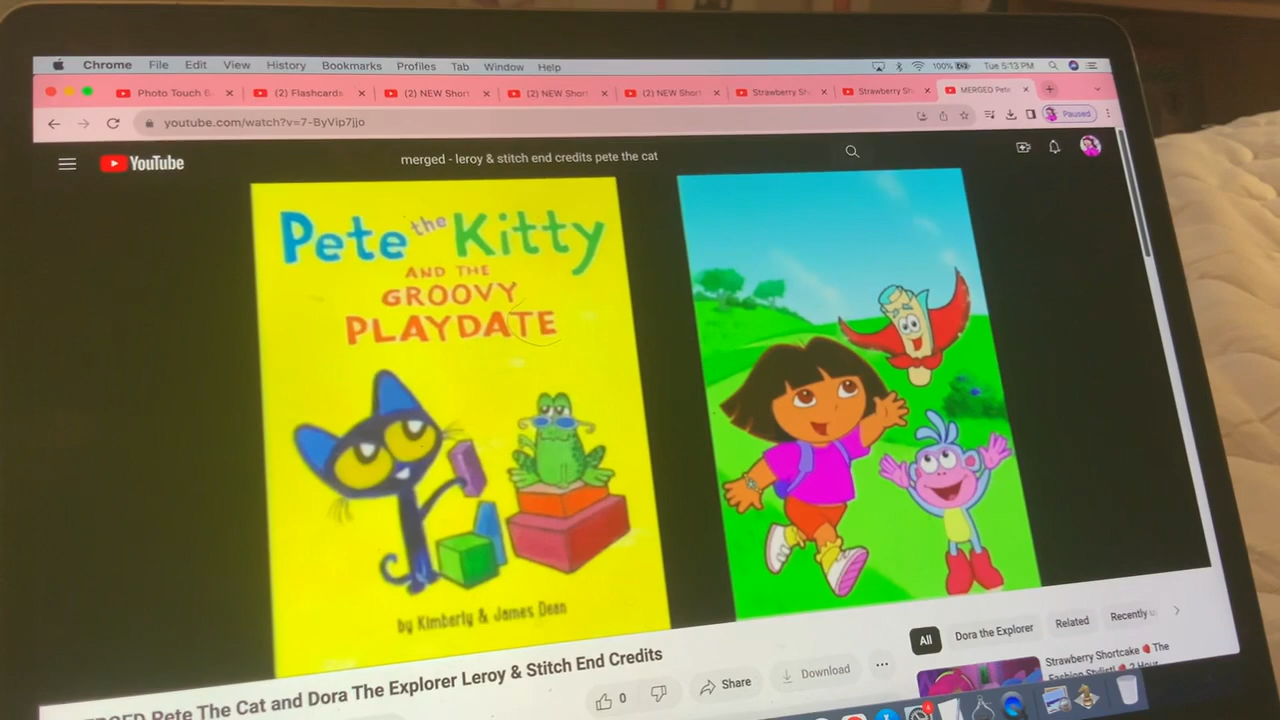 Chrome File Edit View History Bookmarks Profiles Tab Window Help 100% Tue 5:13 PM
Photo Touch (2) Flashcards (2) NEW Short (2) NEW Shor (2) NEW Short Strawberry Sh Strawberry Sh MERGED Pete
youtube.com/watch?v=7-ByVip7jjo Paused
YouTube merged - leroy & stitch end credits pete the cat
Pete the Kitty
AND THE
GROOVY
PLAYDATE
by Kimberly & James Dean
All Dora the Explorer Related Recently
Pete The Cat and Dora The Explorer Leroy & Stitch End Credits
0 Share Download
Strawberry Shortcake The